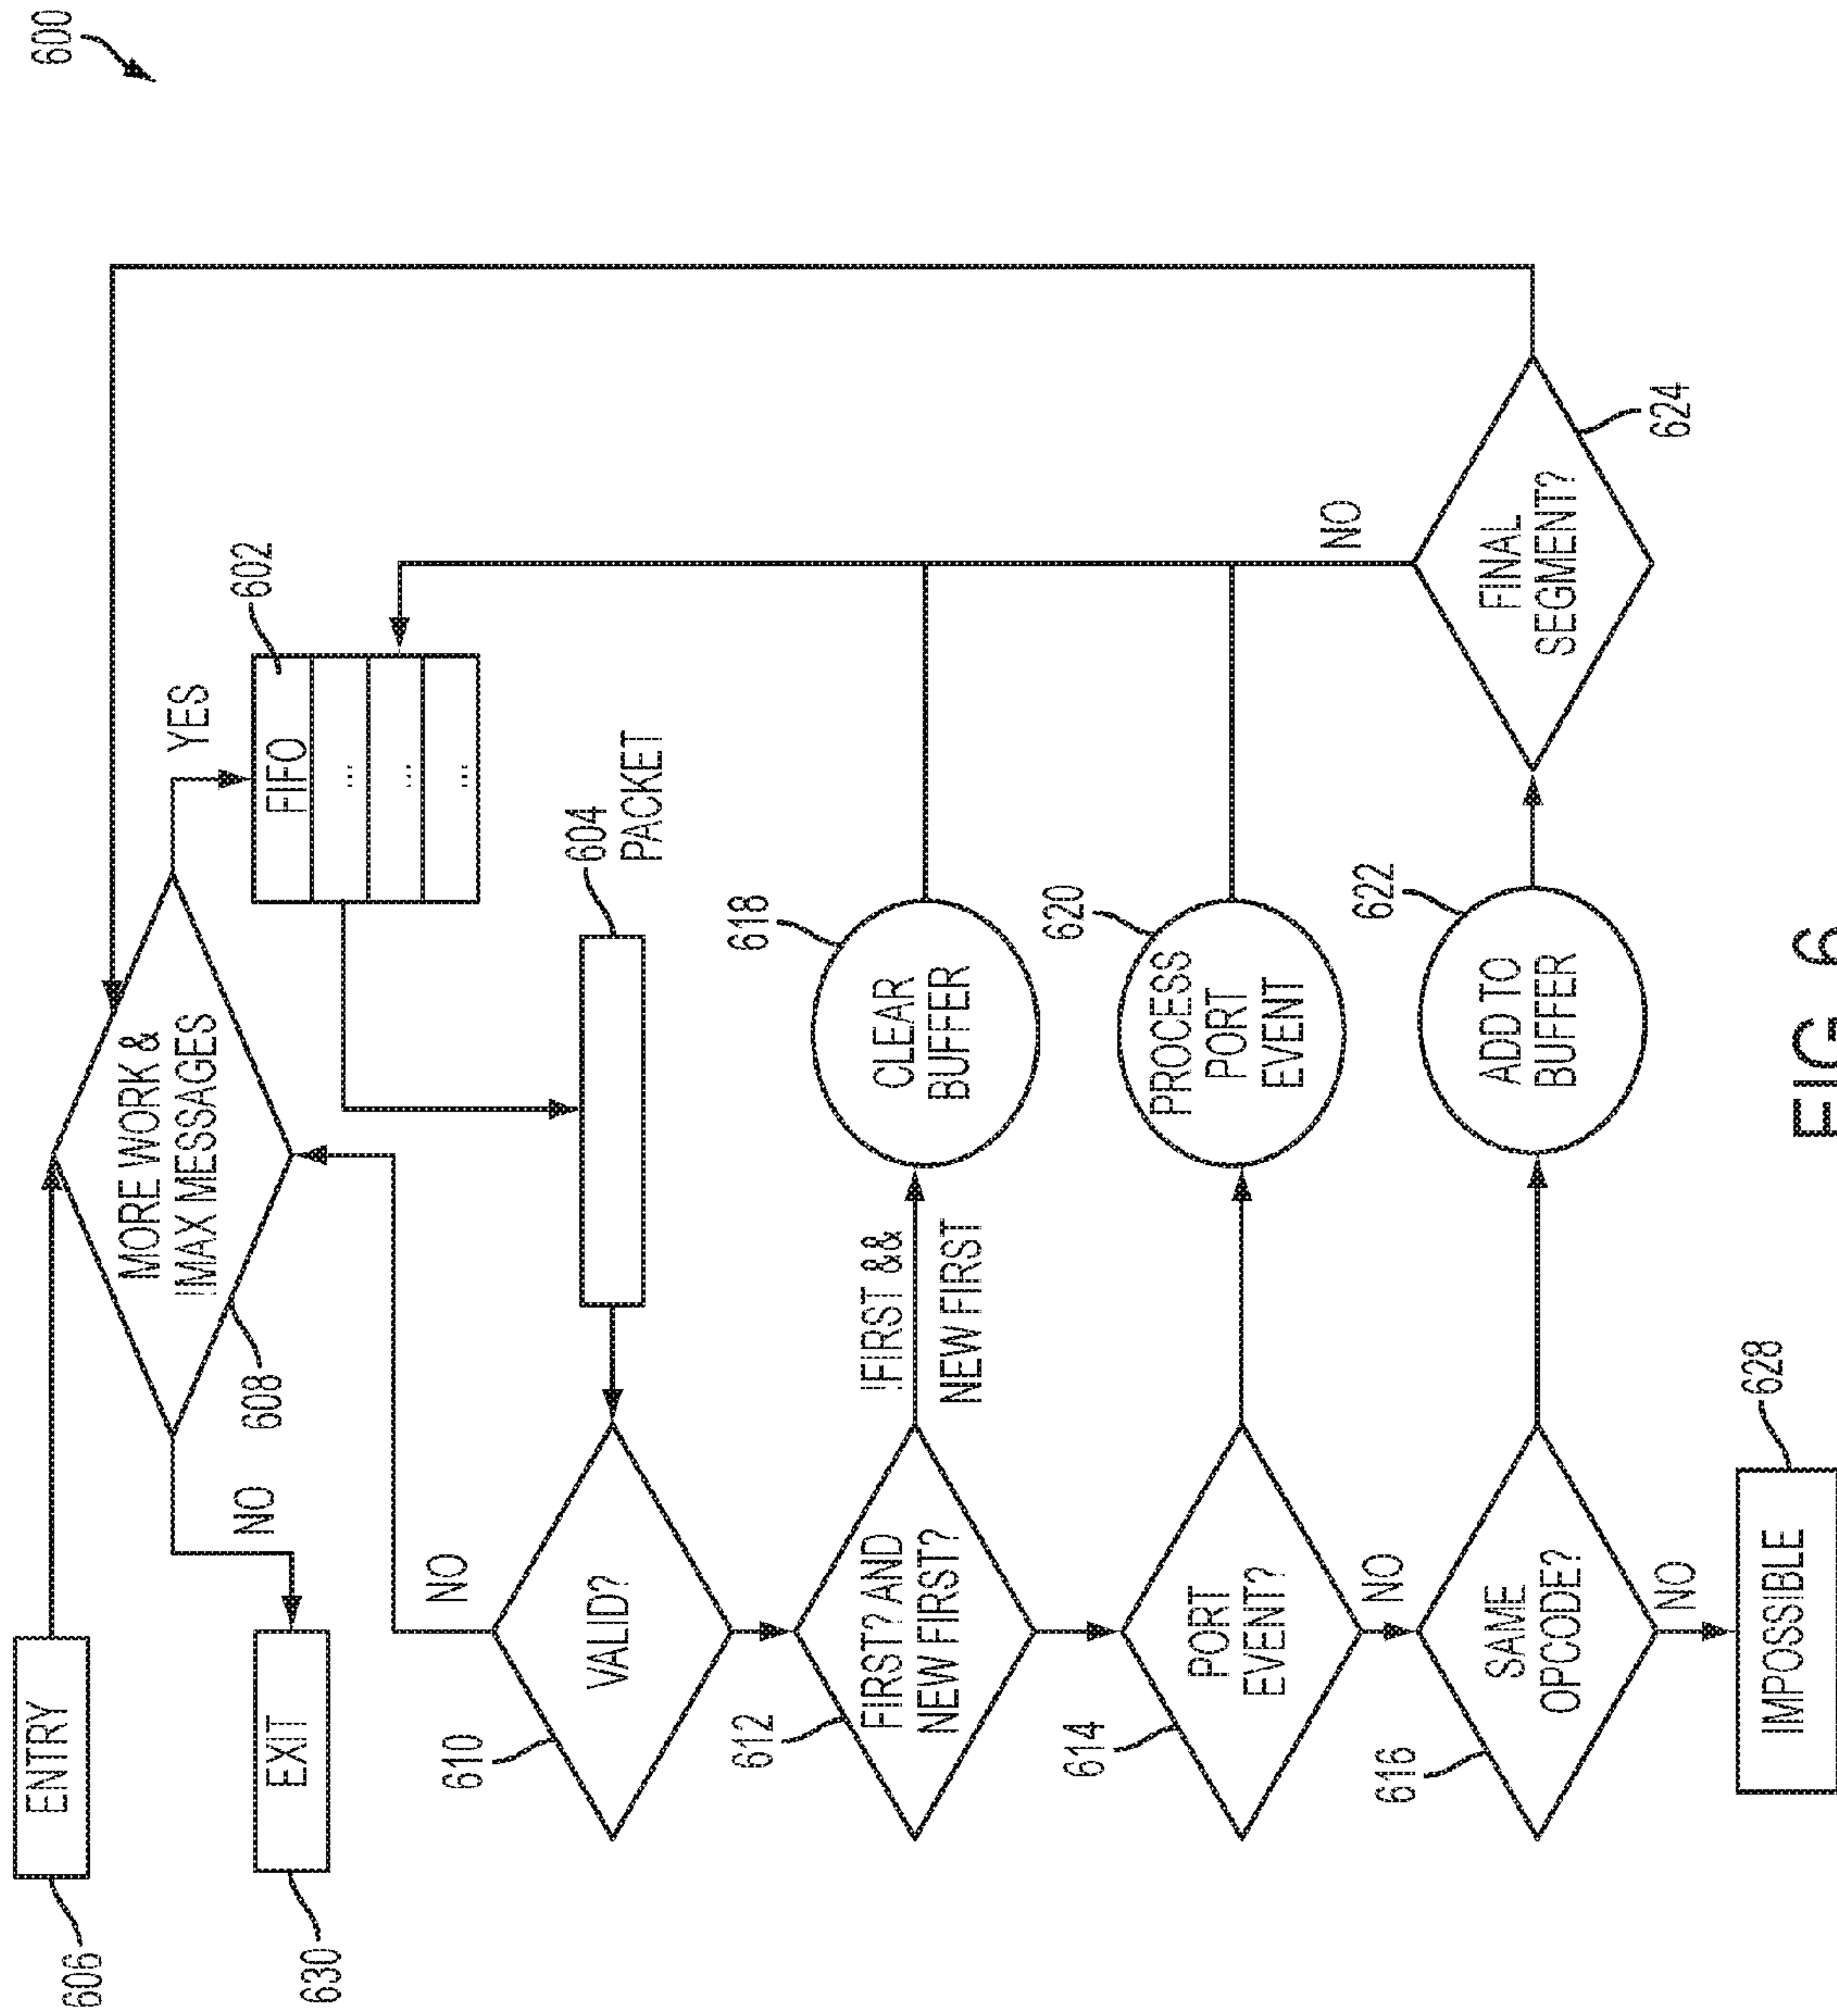 600
606
ENTRY
MORE WORK &
!MAX MESSAGES
608
YES
NO
630
EXIT
FIFO
...
...
...
602
604
PACKET
NO
610
VALID?
612
FIRST? AND
NEW FIRST?
!FIRST &&
NEW FIRST
618
CLEAR
BUFFER
614
PORT
EVENT?
620
PROCESS
PORT
EVENT
NO
616
SAME
OPCODE?
622
ADD TO
BUFFER
FINAL
SEGMENT?
NO
624
NO
IMPOSSIBLE
628
FIG. 6